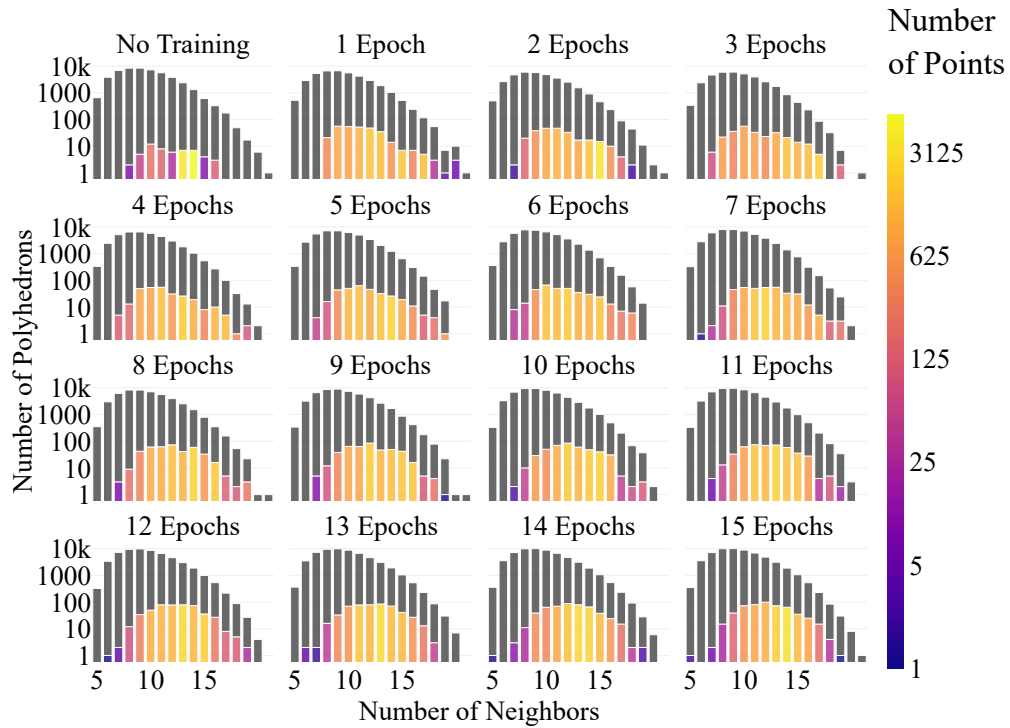 Number
of Points
No Training
1 Epoch
2 Epochs
3 Epochs
10k
1000
100
10
1
4 Epochs
5 Epochs
6 Epochs
7 Epochs
10k
1000
100
10
1
8 Epochs
9 Epochs
10 Epochs
11 Epochs
10k
1000
100
10
1
12 Epochs
13 Epochs
14 Epochs
15 Epochs
10k
1000
100
10
1
5 10 15
5 10 15
5 10 15
5 10 15
Number of Neighbors
Number of Polyhedrons
3125
625
125
25
5
1